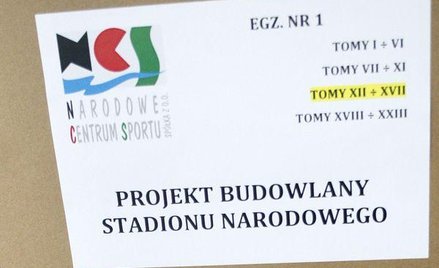 NCS
NARODOWE
CENTRUM SPORTU
SPÓŁKA Z O.O.
EGZ. NR 1
TOMY I ÷ VI
TOMY VII ÷ XI
TOMY XII ÷ XVII
TOMY XVIII ÷ XXIII
PROJEKT BUDOWLANY
STADIONU NARODOWEGO